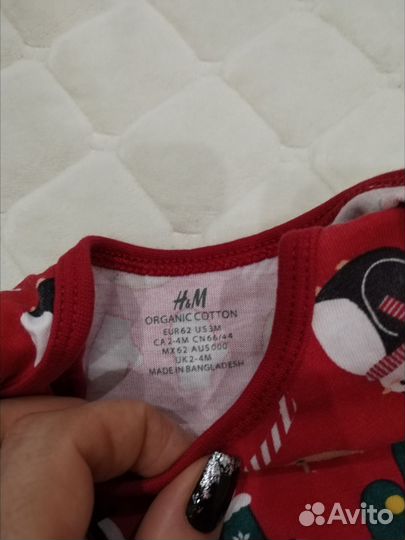 H&M
ORGANIC COTTON
EUR62 US3M
CA 2-4M CN66/44
MX62 AUS000
UK2-4M
MADE IN BANGLADESH
Avito